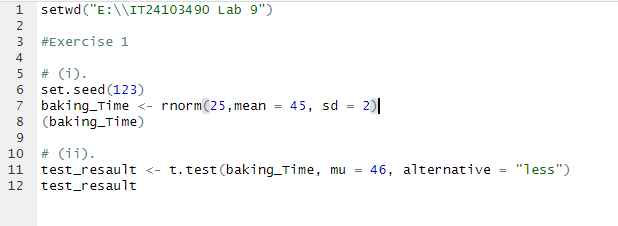 1 setwd("E:\\IT24103490 Lab 9")
2
3 #Exercise 1
4
5 # (i).
6 set.seed(123)
7 baking_Time <- rnorm(25,mean = 45, sd = 2)
8 (baking_Time)
9
10 # (ii).
11 test_resault <- t.test(baking_Time, mu = 46, alternative = "less")
12 test_resault